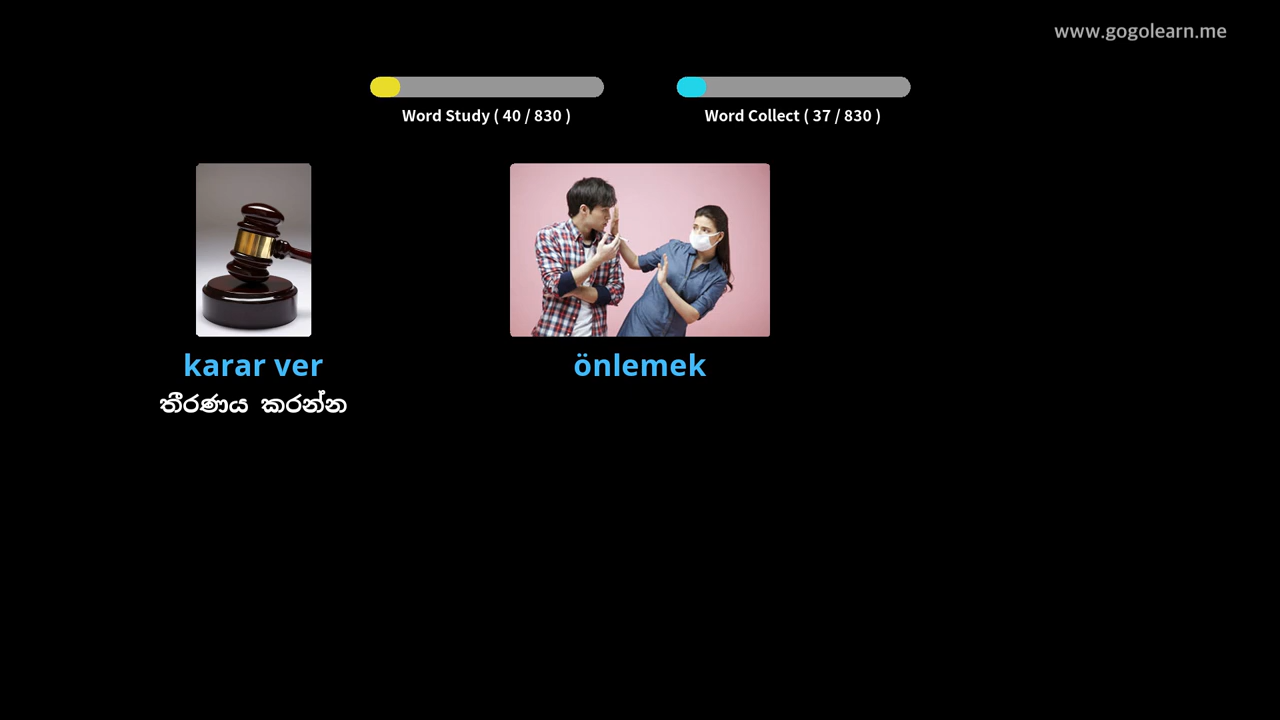 www.gogolearn.me
Word Study ( 40 / 830 )
Word Collect ( 37 / 830 )
karar ver
තීරණය කරන්න
önlemek